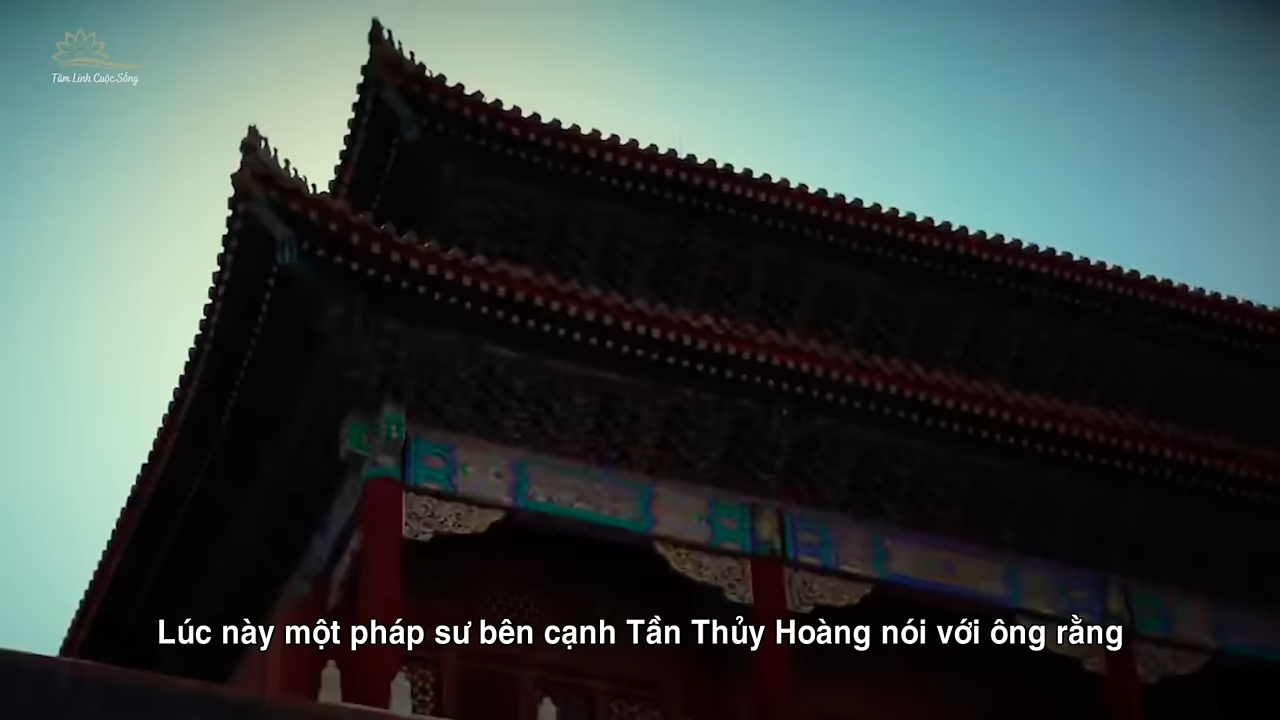 Tâm Linh Cuộc Sống
Lúc này một pháp sư bên cạnh Tần Thủy Hoàng nói với ông rằng